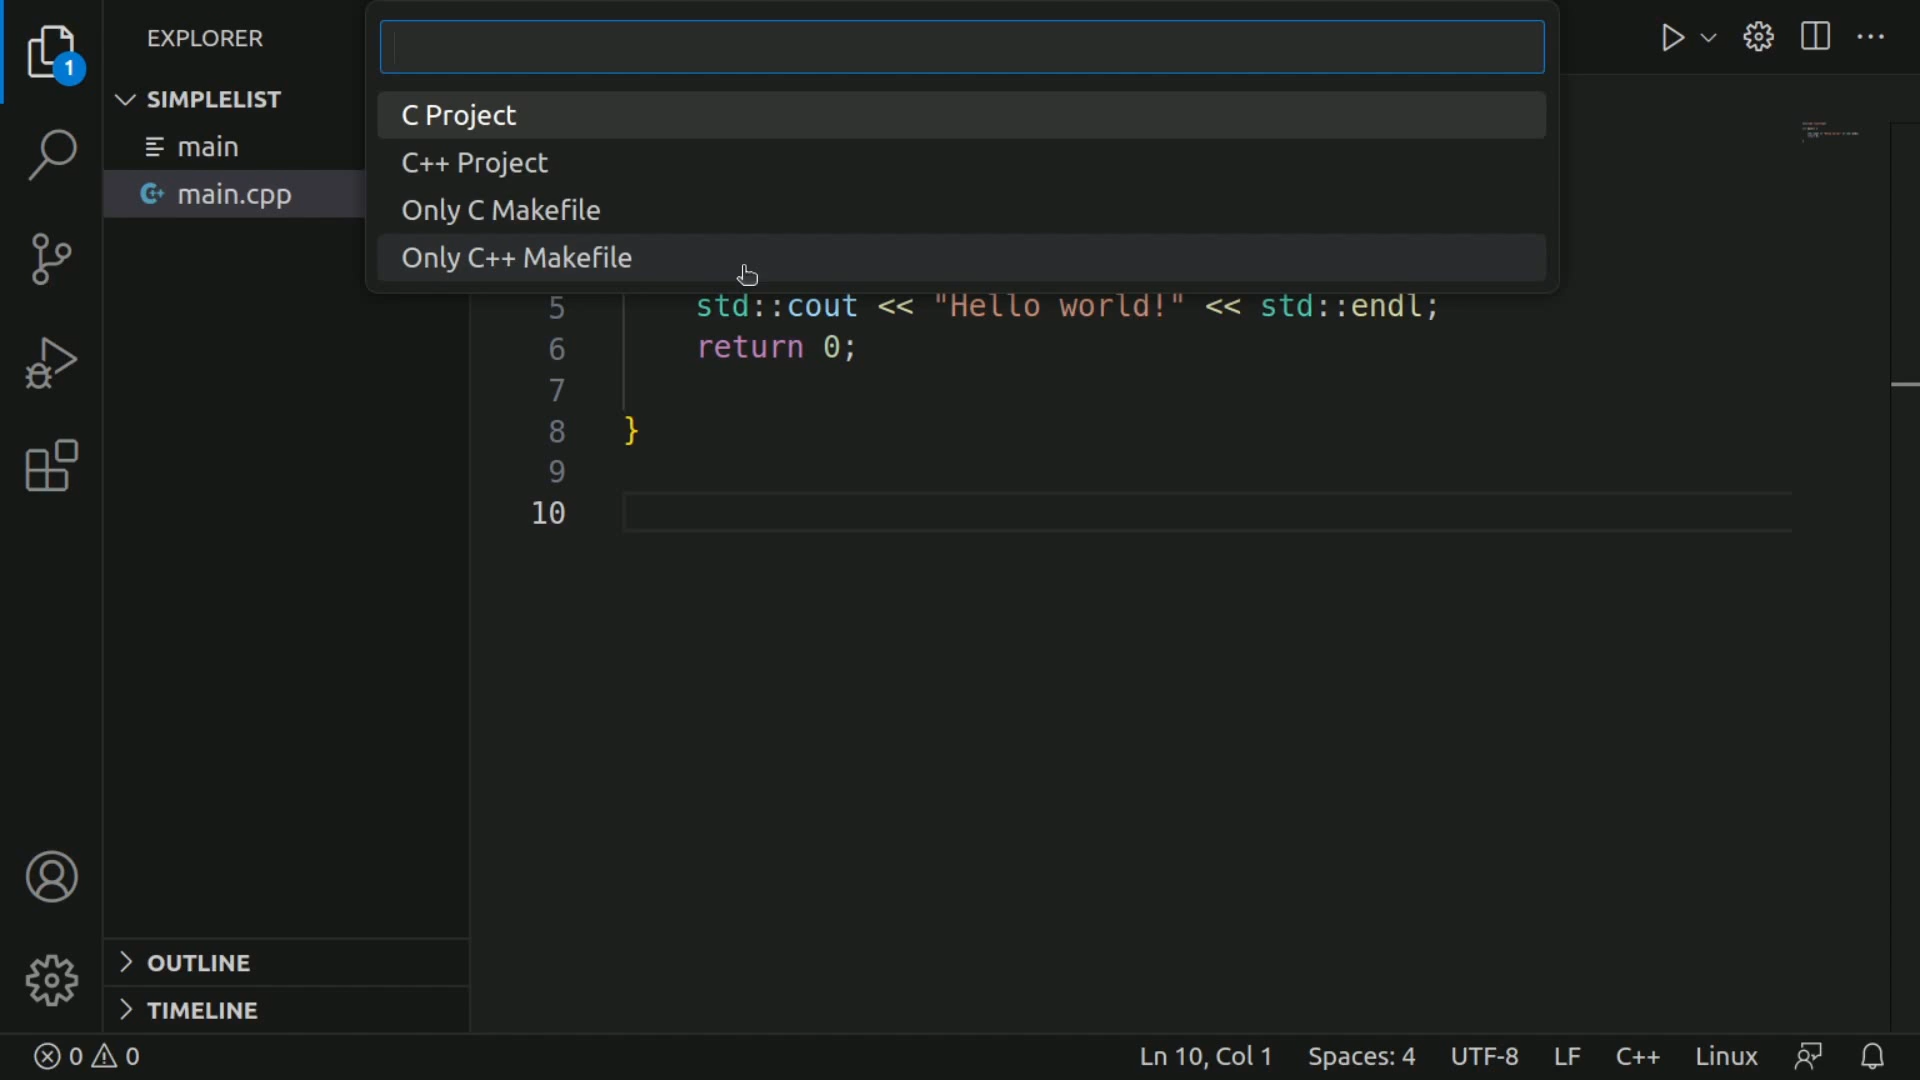 1
EXPLORER
SIMPLELIST
main
main.cpp
C Project
C++ Project
Only C Makefile
Only C++ Makefile
5 std::cout << "Hello world!" << std::endl;
6 return 0;
7
8 }
9
10
OUTLINE
TIMELINE
0 0
Ln 10, Col 1 Spaces: 4 UTF-8 LF C++ Linux